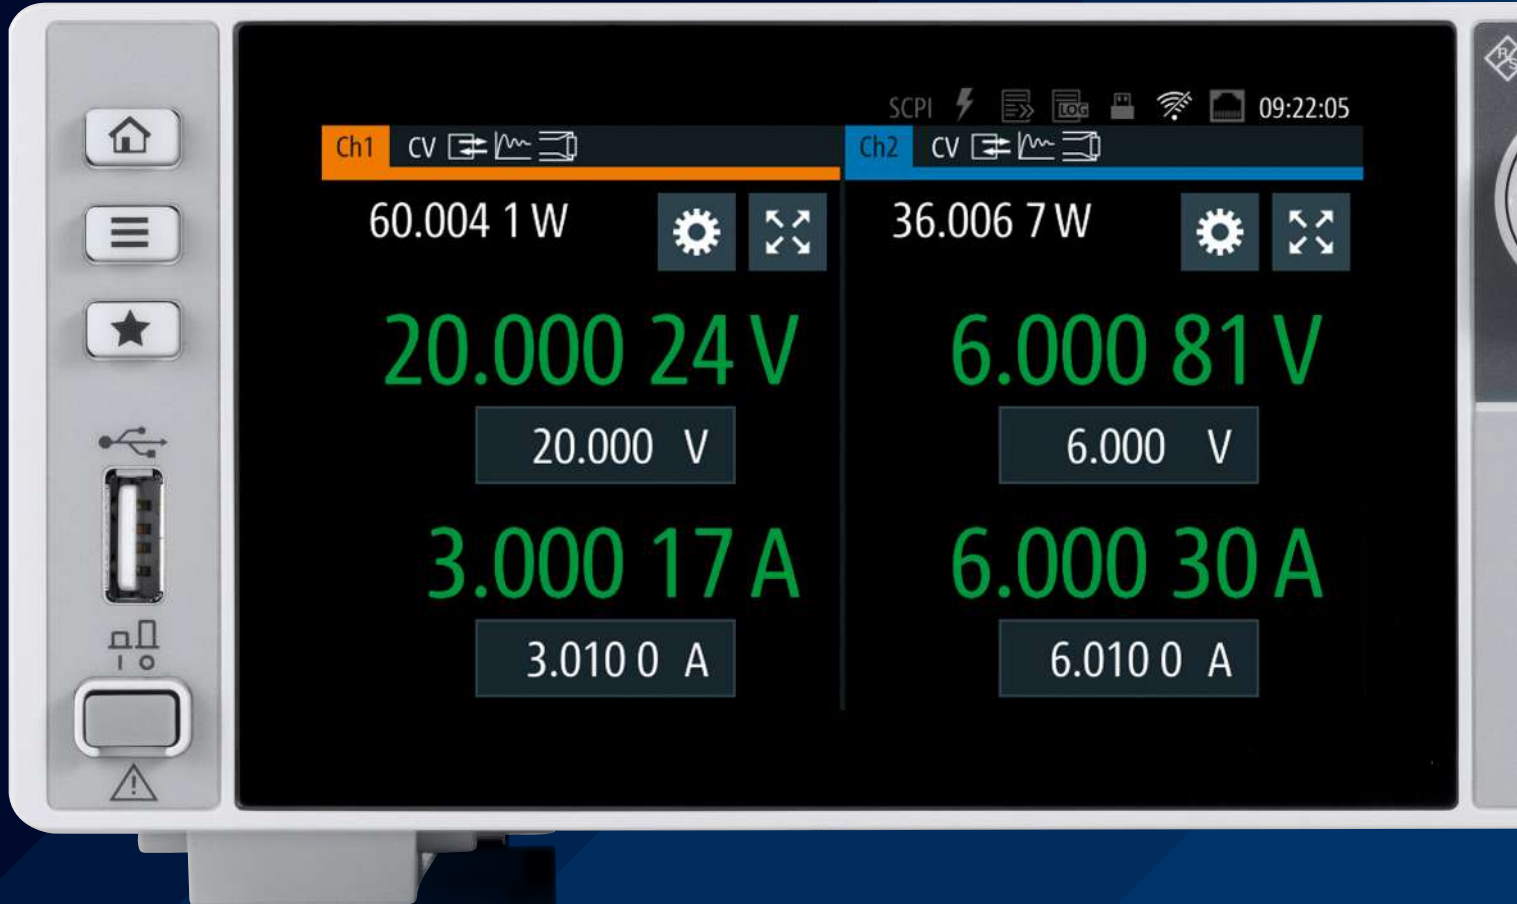 R&S
SCPI LOG 09:22:05
Ch1 CV
60.004 1 W
20.000 24 V
20.000 V
3.000 17 A
3.010 0 A
Ch2 CV
36.006 7 W
6.000 81 V
6.000 V
6.000 30 A
6.010 0 A
I O